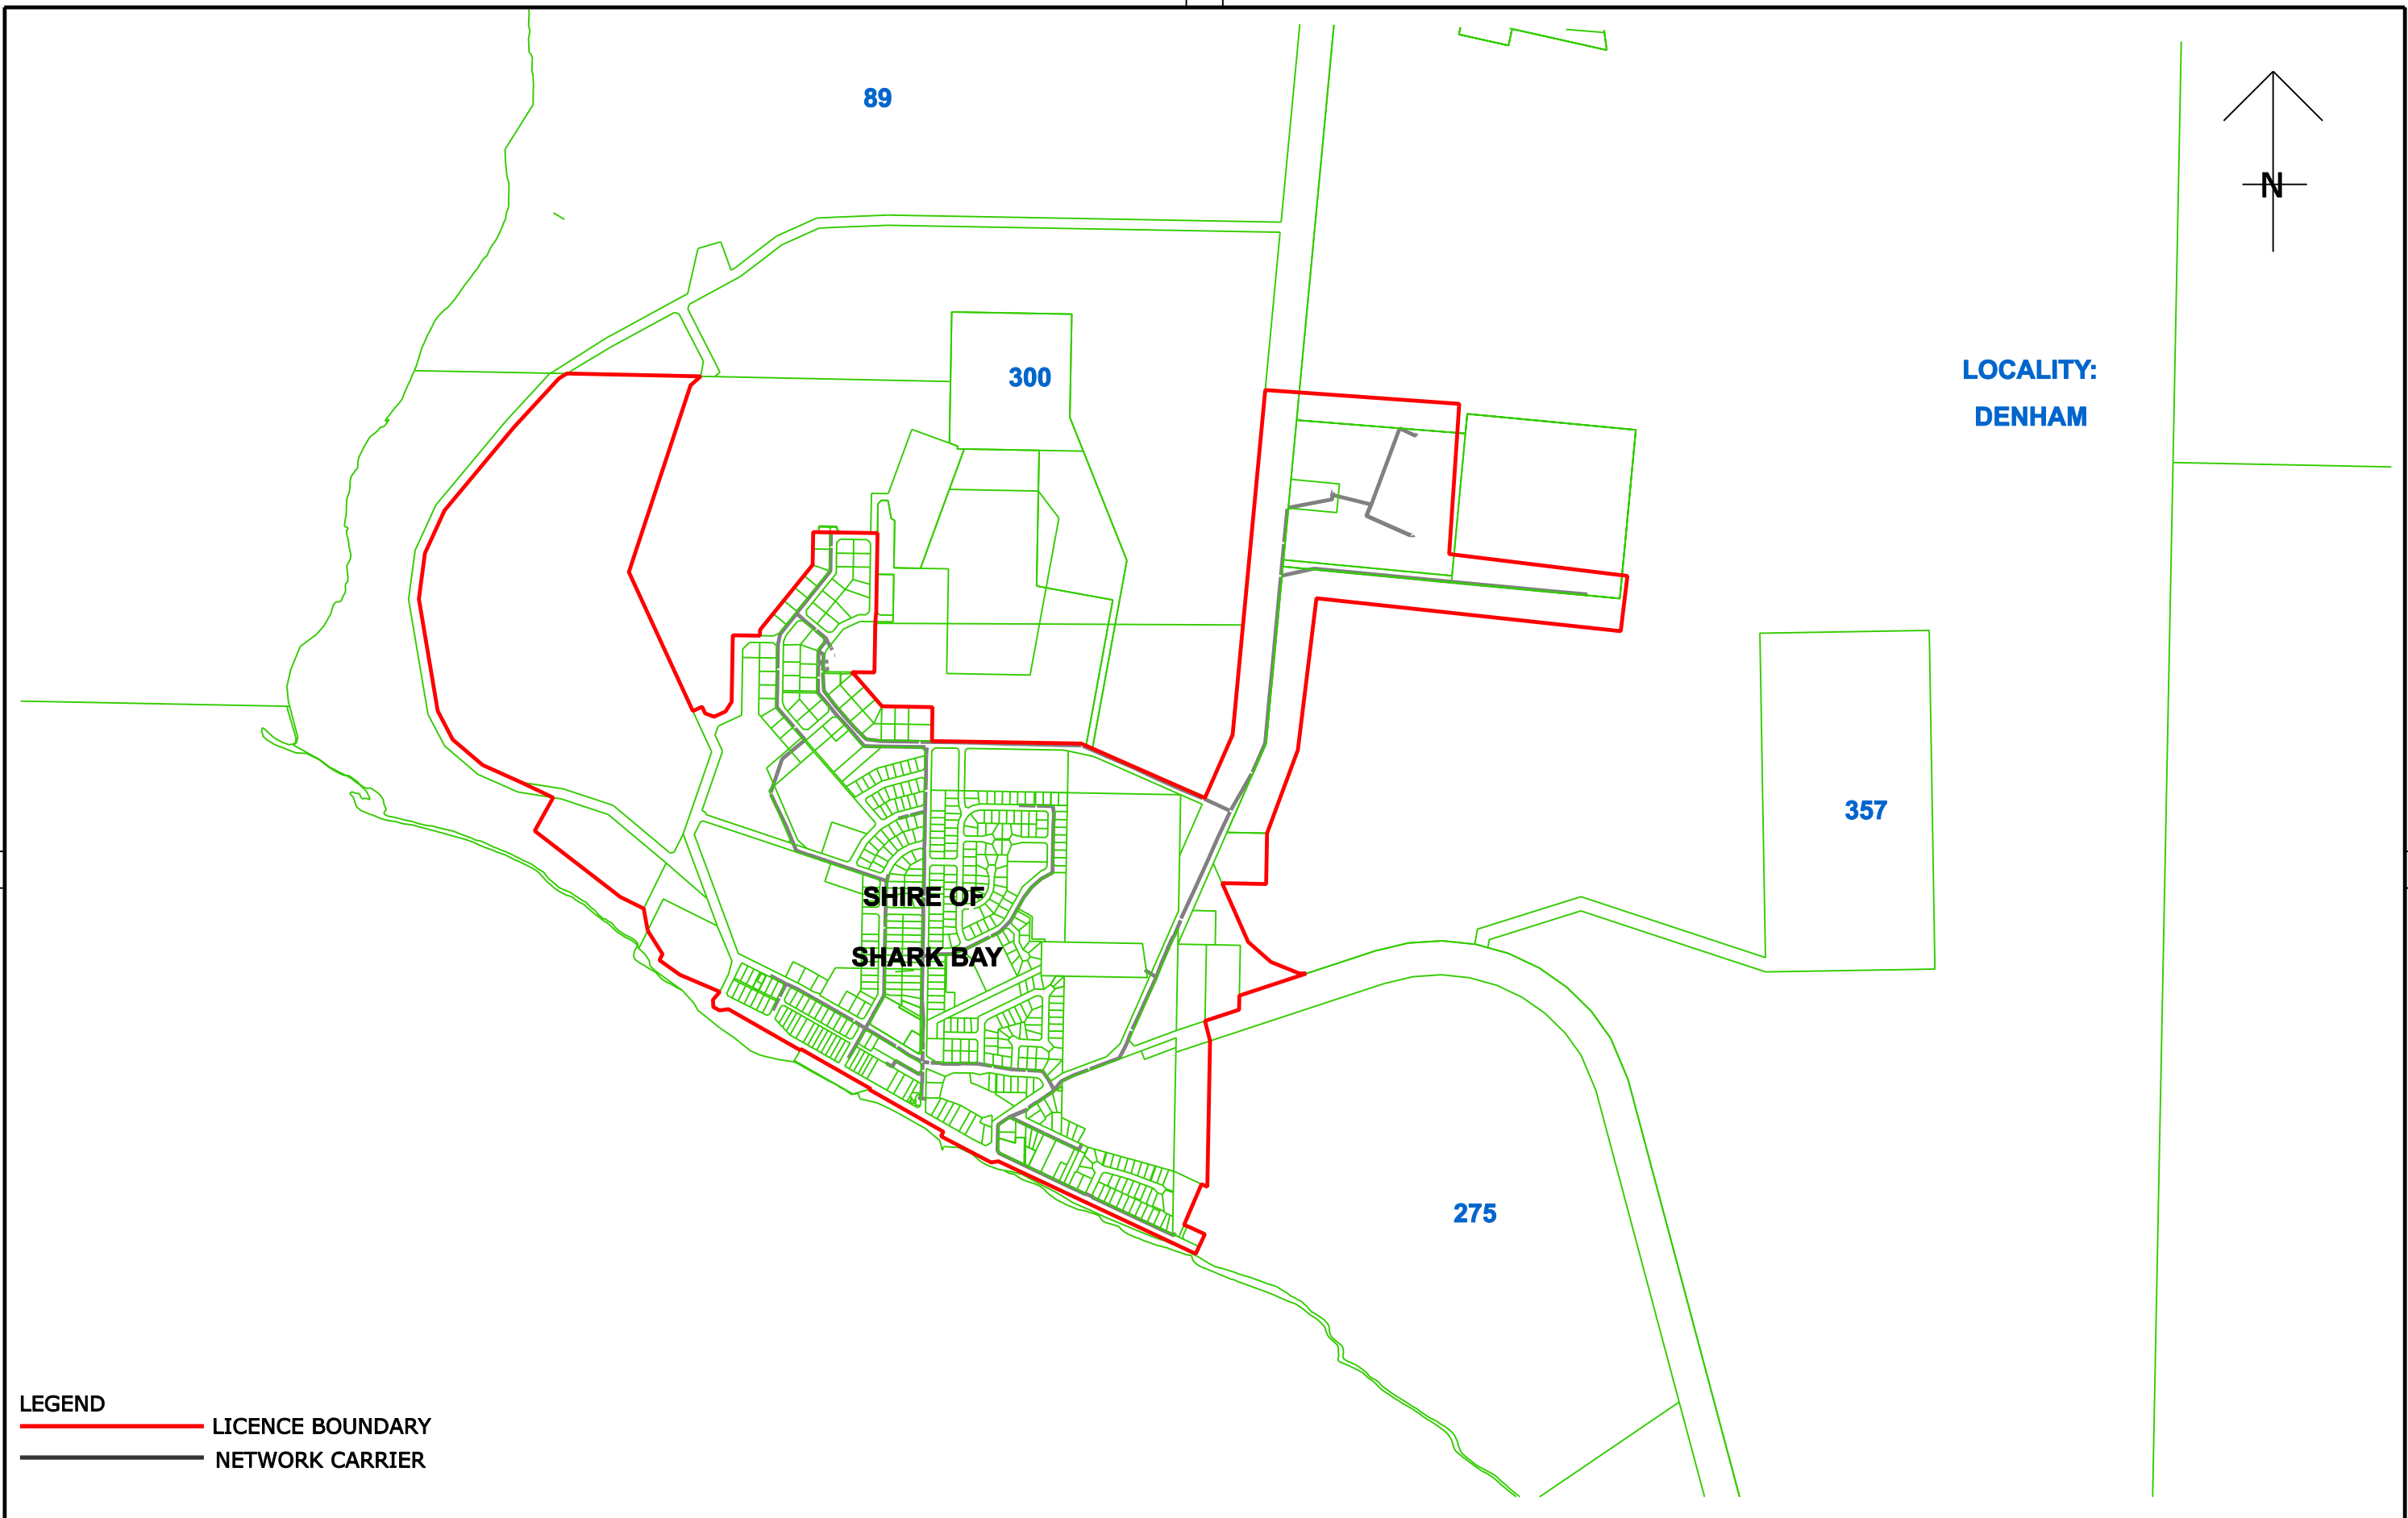 89
N
300
LOCALITY:
DENHAM
357
SHIRE OF
SHARK BAY
275
LEGEND
LICENCE BOUNDARY
NETWORK CARRIER